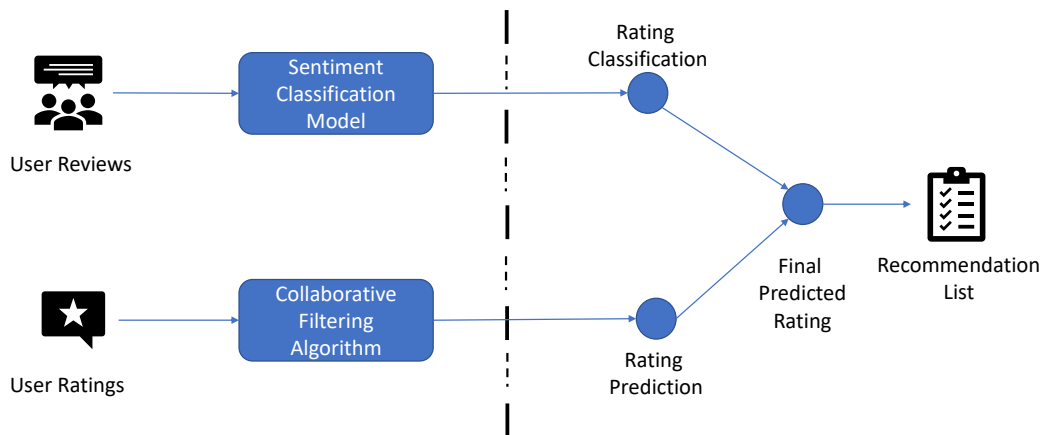 User Reviews
Sentiment
Classification
Model
Rating
Classification
User Ratings
Collaborative
Filtering
Algorithm
Rating
Prediction
Final
Predicted
Rating
Recommendation
List